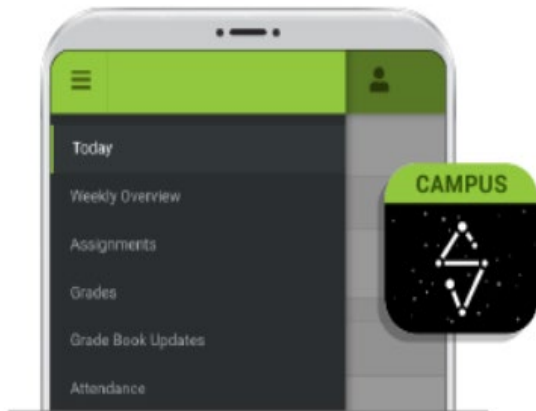 Today
CAMPUS
Weekly Overview
Assignments
Grades
Grade Book Updates
Attendance